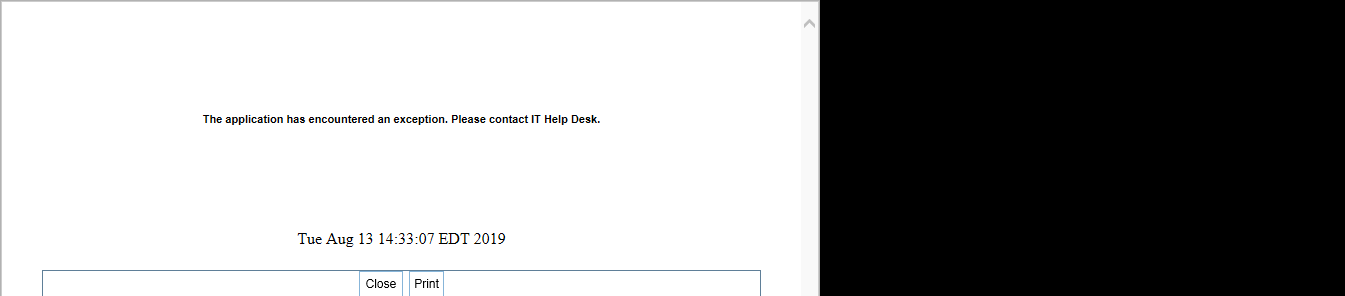 The application has encountered an exception. Please contact IT Help Desk.
Tue Aug 13 14:33:07 EDT 2019
Close Print